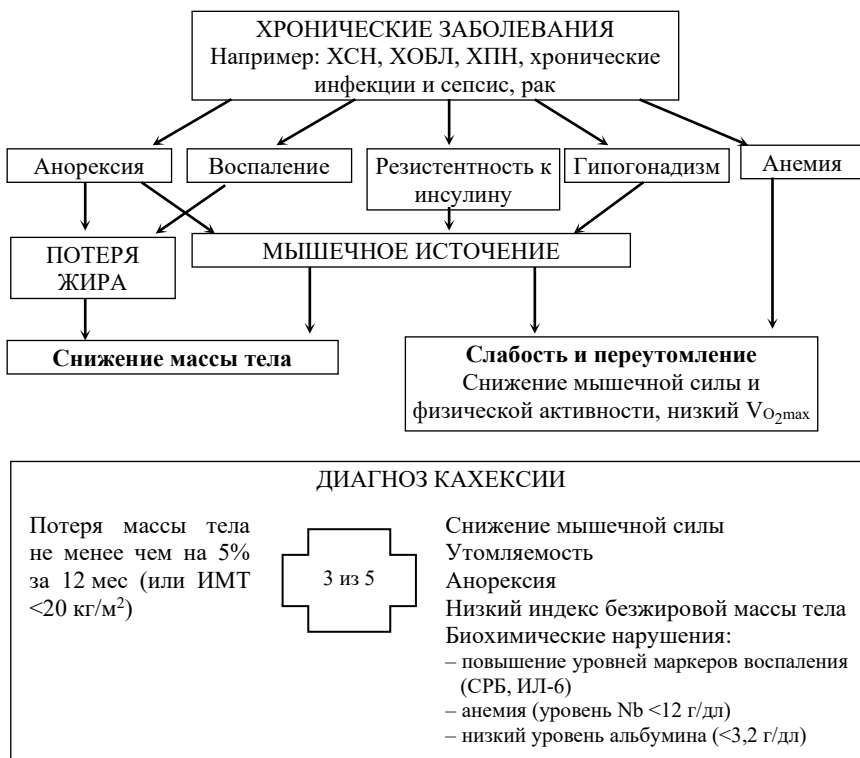 ХРОНИЧЕСКИЕ ЗАБОЛЕВАНИЯ
Например: ХСН, ХОБЛ, ХПН, хронические
инфекции и сепсис, рак
Анорексия
Воспаление
Резистентность к
инсулину
Гипогонадизм
Анемия
ПОТЕРЯ
ЖИРА
МЫШЕЧНОЕ ИСТОЧЕНИЕ
Снижение массы тела
Слабость и переутомление
Снижение мышечной силы и
физической активности, низкий VO2max
ДИАГНОЗ КАХЕКСИИ
Потеря массы тела
не менее чем на 5%
за 12 мес (или ИМТ
<20 кг/м²)
3 из 5
Снижение мышечной силы
Утомляемость
Анорексия
Низкий индекс безжировой массы тела
Биохимические нарушения:
– повышение уровней маркеров воспаления
(СРБ, ИЛ-6)
– анемия (уровень Nb <12 г/дл)
– низкий уровень альбумина (<3,2 г/дл)